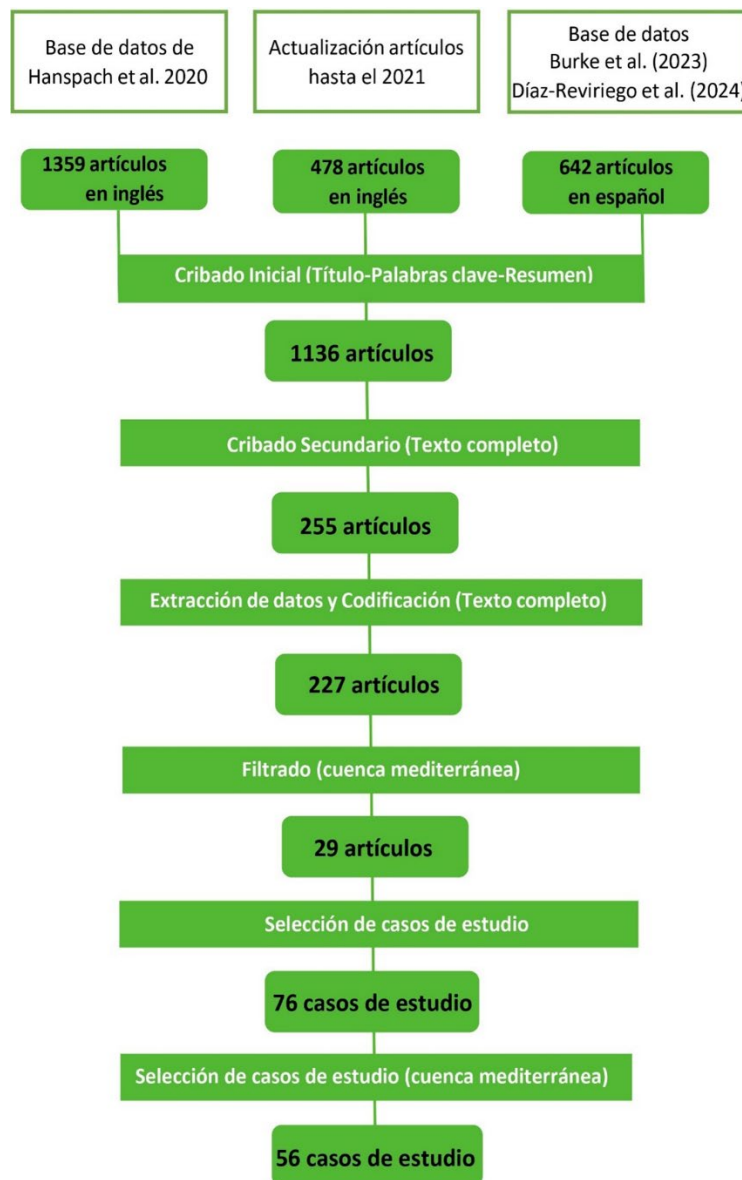 Base de datos de
Hanspach et al. 2020
Actualización artículos
hasta el 2021
Base de datos
Burke et al. (2023)
Díaz-Reviriego et al. (2024)
1359 artículos
en inglés
478 artículos
en inglés
642 artículos
en español
Cribado Inicial (Título-Palabras clave-Resumen)
1136 artículos
Cribado Secundario (Texto completo)
255 artículos
Extracción de datos y Codificación (Texto completo)
227 artículos
Filtrado (cuenca mediterránea)
29 artículos
Selección de casos de estudio
76 casos de estudio
Selección de casos de estudio (cuenca mediterránea)
56 casos de estudio